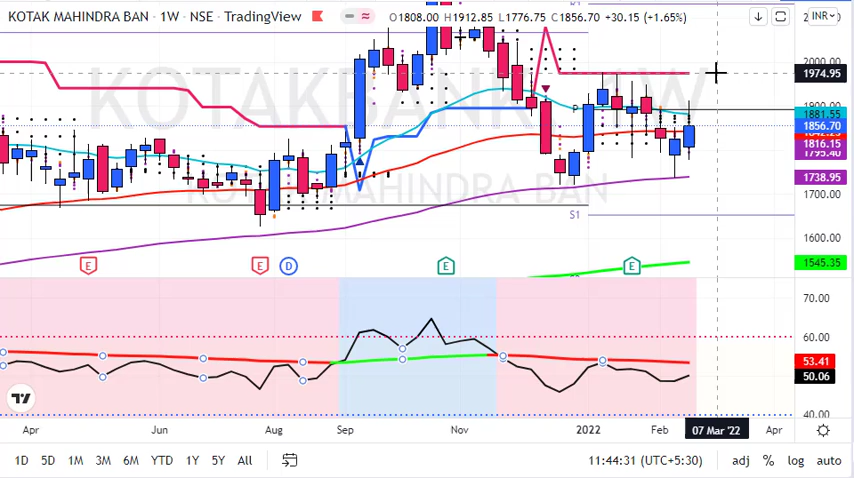 KOTAK MAHINDRA BAN · 1W · NSE · TradingView O1808.00 H1912.85 L1776.75 C1856.70 +30.15 (+1.65%) INR
R1
2000.00
1974.95
KOTAKBANK, 1W
1900.00
D
1881.55
1856.70
1816.15
1795.40
KOTAK MAHINDRA BAN
1738.95
1700.00
S1
1600.00
E E D E E
1545.35
70.00
60.00
53.41
50.06
40.00
Apr Jun Aug Sep Nov 2022 Feb 07 Mar '22 Apr
1D 5D 1M 3M 6M YTD 1Y 5Y All 11:44:31 (UTC+5:30) adj % log auto